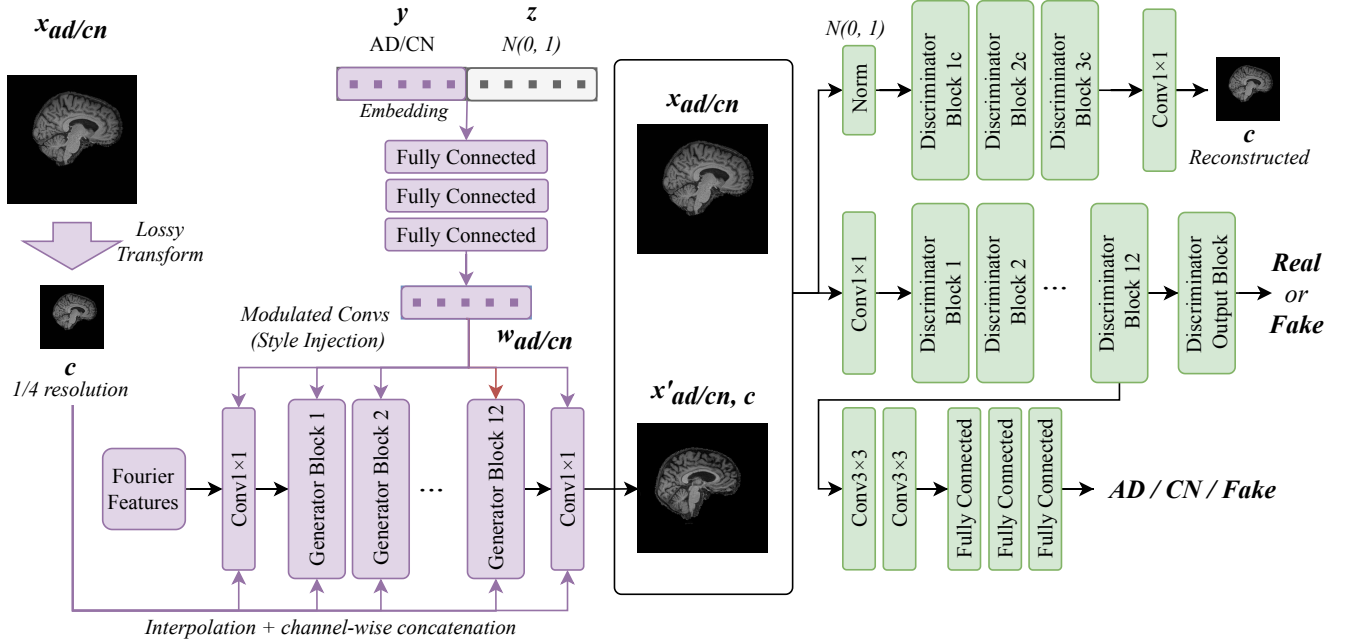 x_ad/cn
Lossy
Transform
c
1/4 resolution
y
z
AD/CN
N(0, 1)
Embedding
Fully Connected
Fully Connected
Fully Connected
Modulated Convs
(Style Injection)
w_ad/cn
Fourier
Features
Conv1×1
Generator Block 1
Generator Block 2
...
Generator Block 12
Conv1×1
Interpolation + channel-wise concatenation
x_ad/cn
x'_ad/cn, c
N(0, 1)
Norm
Discriminator
Block 1c
Discriminator
Block 2c
Discriminator
Block 3c
Conv1×1
c
Reconstructed
Conv1×1
Discriminator
Block 1
Discriminator
Block 2
...
Discriminator
Block 12
Discriminator
Output Block
Real
or
Fake
Conv3×3
Conv3×3
Fully Connected
Fully Connected
Fully Connected
AD / CN / Fake